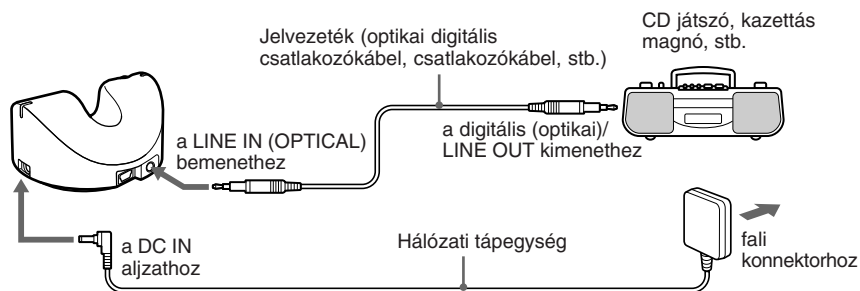 Jelvezeték (optikai digitális
csatlakozókábel, csatlakozókábel, stb.)
CD játszó, kazettás
magnó, stb.
a LINE IN (OPTICAL)
bemenethez
a digitális (optikai)/
LINE OUT kimenethez
a DC IN
aljzathoz
Hálózati tápegység
fali
konnektorhoz